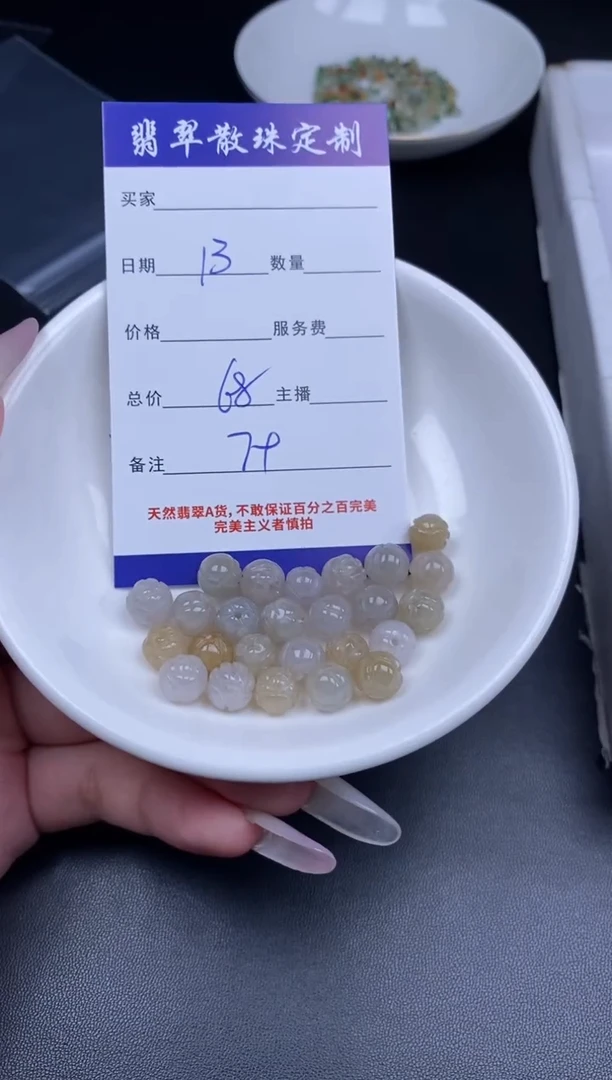 翡翠散珠定制
买家
日期 13 数量
价格 服务费
总价 68 主播
备注 74
天然翡翠A货，不敢保证百分之百完美
完美主义者慎拍